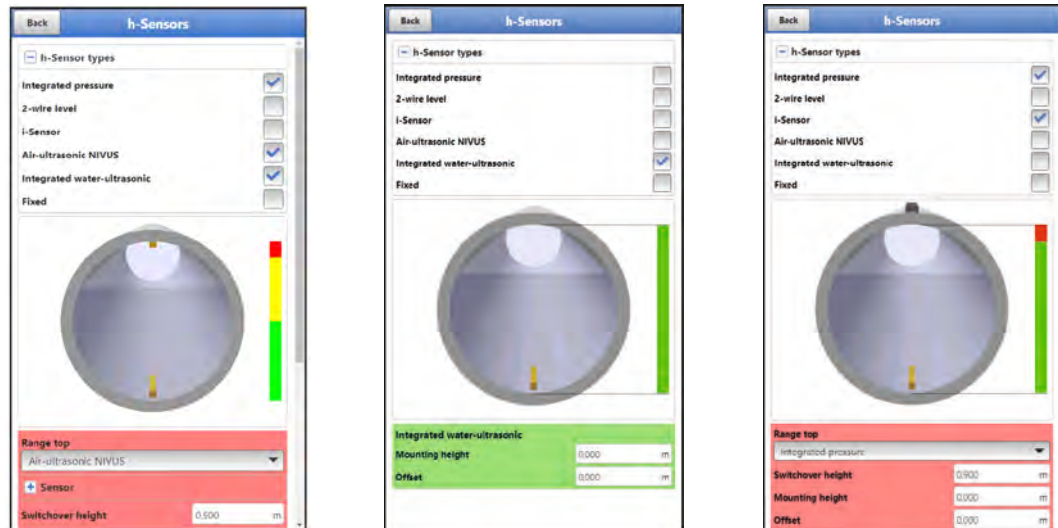 Back h-Sensors
h-Sensor types
Integrated pressure
2-wire level
i-Sensor
Air-ultrasonic NIVUS
Integrated water-ultrasonic
Fixed
Range top
Air-ultrasonic NIVUS
Sensor
Switchover height 0,500 m
Back h-Sensors
h-Sensor types
Integrated pressure
2-wire level
i-Sensor
Air-ultrasonic NIVUS
Integrated water-ultrasonic
Fixed
Integrated water-ultrasonic
Mounting height 0,000 m
Offset 0,000 m
Back h-Sensors
h-Sensor types
Integrated pressure
2-wire level
i-Sensor
Air-ultrasonic NIVUS
Integrated water-ultrasonic
Fixed
Range top
Integrated pressure
Switchover height 0,900 m
Mounting height 0,000 m
Offset 0,000 m